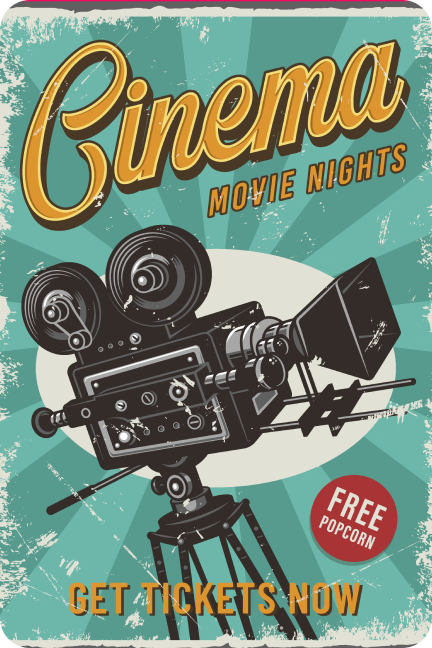 Cinema
MOVIE NIGHTS
FREE
POPCORN
GET TICKETS NOW